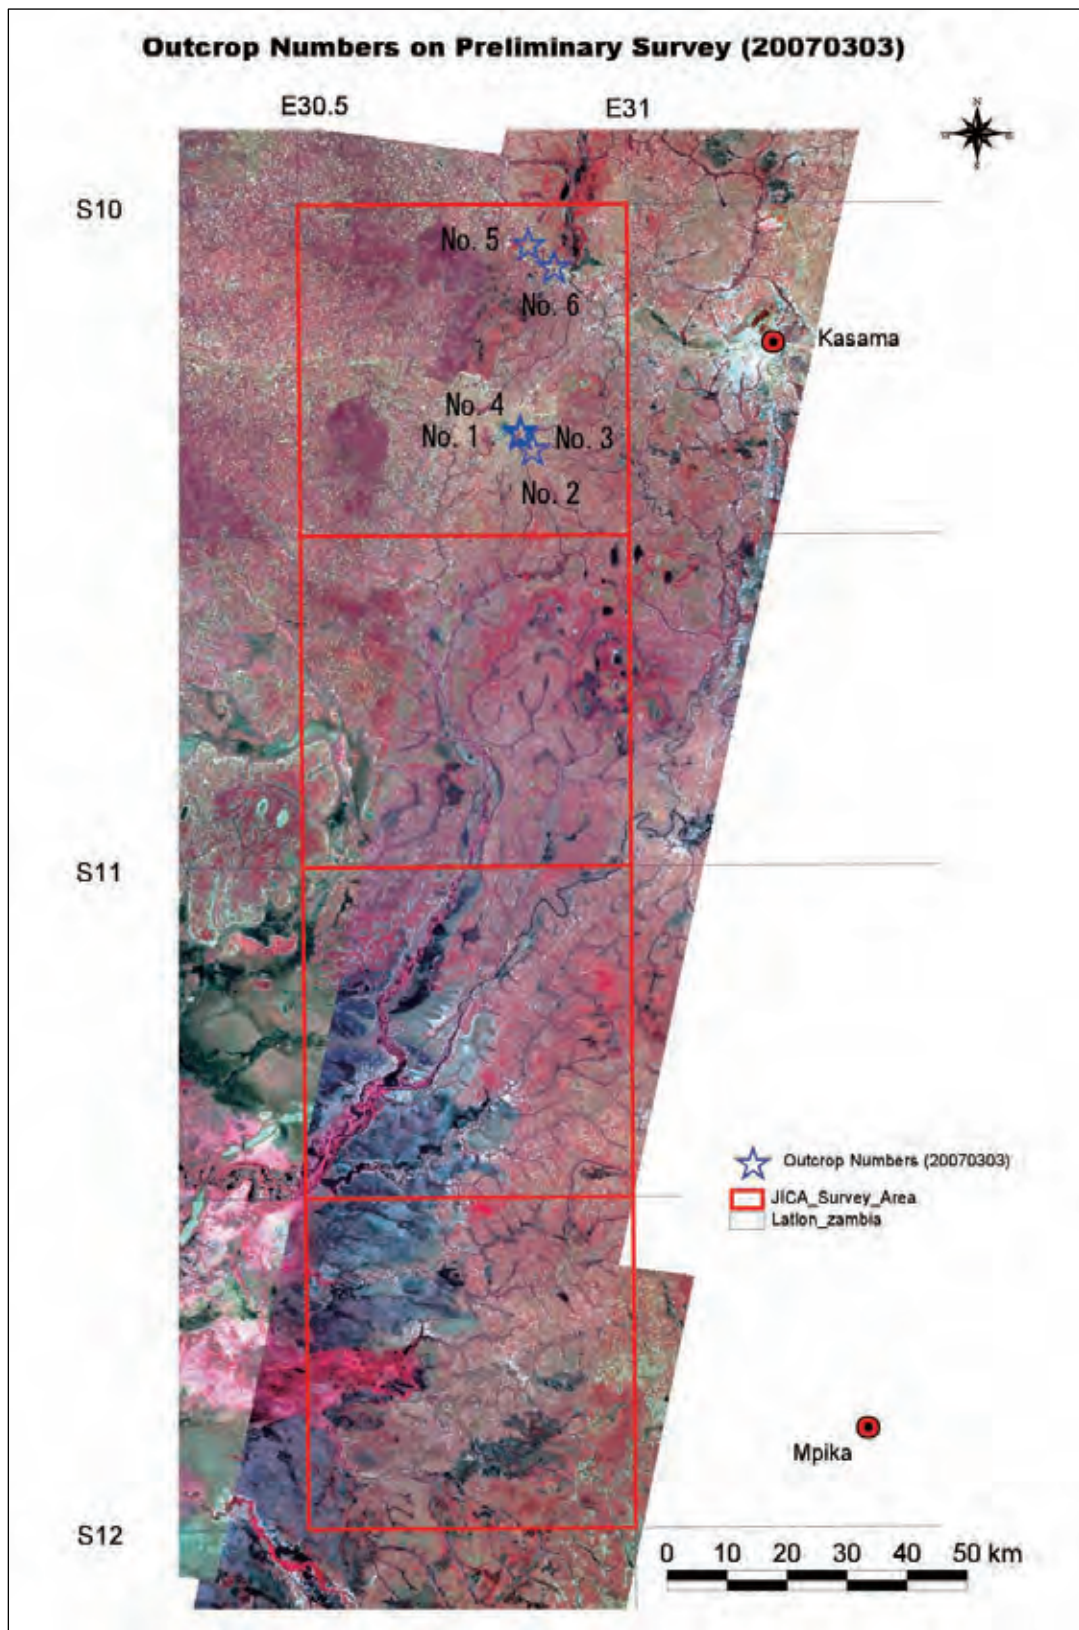 Outcrop Numbers on Preliminary Survey (20070303)
E30.5 E31
N
S10
No. 5
No. 6
Kasama
No. 4
No. 1 No. 3
No. 2
S11
Outcrop Numbers (20070303)
JICA_Survey_Area
Latlon_zambia
Mpika
S12
0 10 20 30 40 50 km